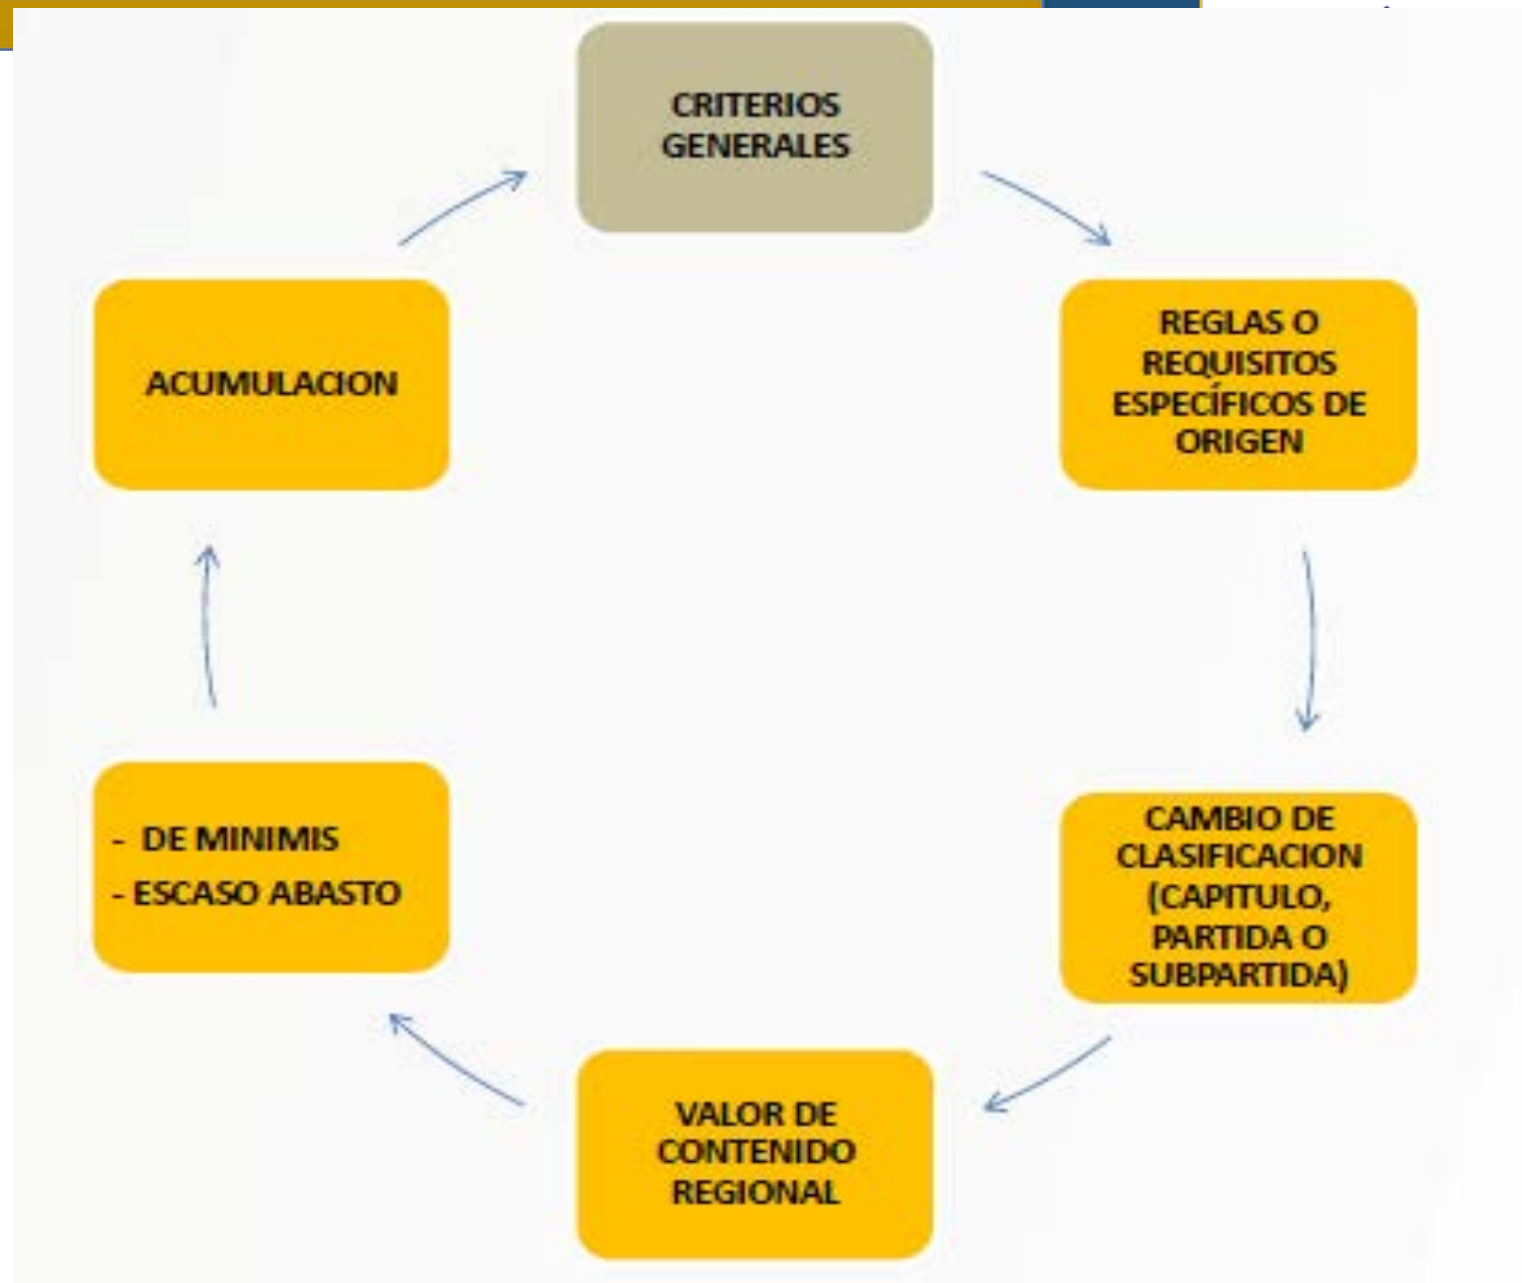 CRITERIOS
GENERALES
REGLAS O
REQUISITOS
ESPECÍFICOS DE
ORIGEN
CAMBIO DE
CLASIFICACION
(CAPITULO,
PARTIDA O
SUBPARTIDA)
VALOR DE
CONTENIDO
REGIONAL
- DE MINIMIS
- ESCASO ABASTO
ACUMULACION